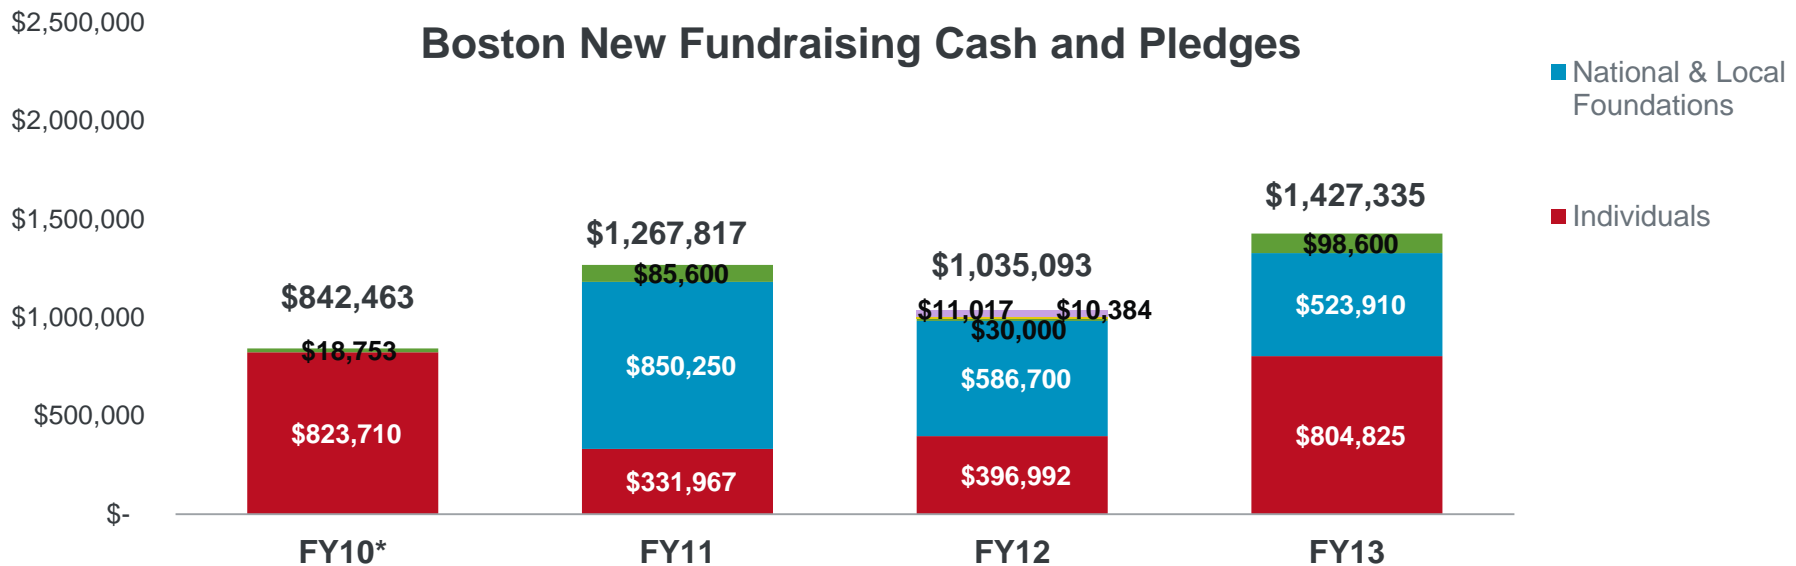 Boston New Fundraising Cash and Pledges
$2,500,000
$2,000,000
$1,500,000
$1,000,000
$500,000
$-
$842,463
$18,753
$823,710
$1,267,817
$85,600
$850,250
$331,967
$1,035,093
$11,017
$10,384
$30,000
$586,700
$396,992
$1,427,335
$98,600
$523,910
$804,825
FY10*
FY11
FY12
FY13
National & Local
Foundations
Individuals